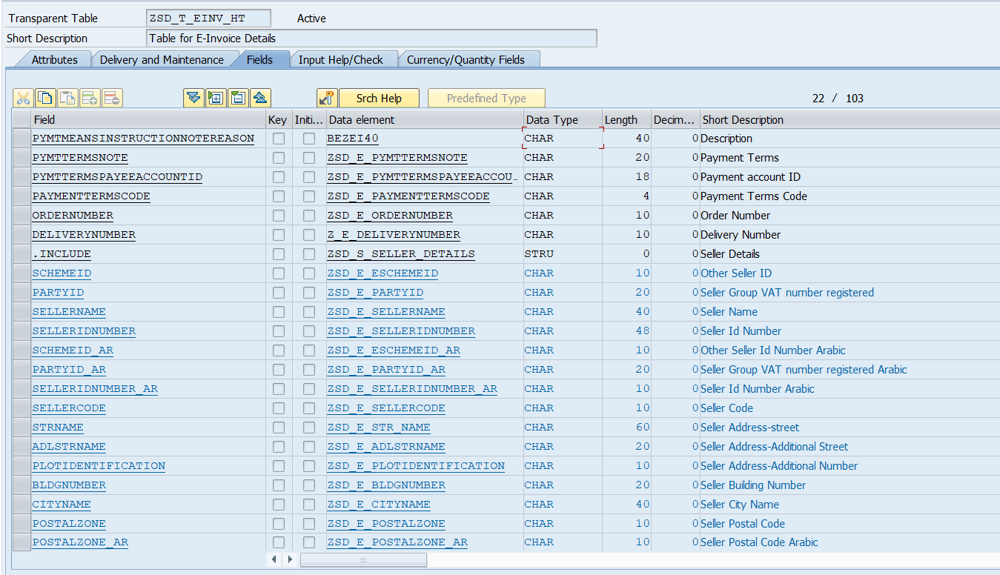 Transparent Table ZSD_T_EINV_HT Active
Short Description Table for E-Invoice Details
Attributes Delivery and Maintenance Fields Input Help/Check Currency/Quantity Fields
Srch Help Predefined Type 22 / 103
Field Key Initi... Data element Data Type Length Decim... Short Description
PYMTMEANSINSTRUCTIONNOTEREASON BEZEI40 CHAR 40 0 Description
PYMTTERMSNOTE ZSD_E_PYMTTERMSNOTE CHAR 20 0 Payment Terms
PYMTTERMSPAYEEACCOUNTID ZSD_E_PYMTTERMSPAYEEACCOU... CHAR 18 0 Payment account ID
PAYMENTTERMSCODE ZSD_E_PAYMENTTERMSCODE CHAR 4 0 Payment Terms Code
ORDERNUMBER ZSD_E_ORDERNUMBER CHAR 10 0 Order Number
DELIVERYNUMBER Z_E_DELIVERYNUMBER CHAR 10 0 Delivery Number
.INCLUDE ZSD_S_SELLER_DETAILS STRU 0 0 Seller Details
SCHEMEID ZSD_E_ESCHEMEID CHAR 10 0 Other Seller ID
PARTYID ZSD_E_PARTYID CHAR 20 0 Seller Group VAT number registered
SELLERNAME ZSD_E_SELLERNAME CHAR 40 0 Seller Name
SELLERIDNUMBER ZSD_E_SELLERIDNUMBER CHAR 48 0 Seller Id Number
SCHEMEID_AR ZSD_E_ESCHEMEID_AR CHAR 10 0 Other Seller Id Number Arabic
PARTYID_AR ZSD_E_PARTYID_AR CHAR 20 0 Seller Group VAT number registered Arabic
SELLERIDNUMBER_AR ZSD_E_SELLERIDNUMBER_AR CHAR 10 0 Seller Id Number Arabic
SELLERCODE ZSD_E_SELLERCODE CHAR 10 0 Seller Code
STRNAME ZSD_E_STR_NAME CHAR 60 0 Seller Address-street
ADLSTRNAME ZSD_E_ADLSTRNAME CHAR 20 0 Seller Address-Additional Street
PLOTIDENTIFICATION ZSD_E_PLOTIDENTIFICATION CHAR 10 0 Seller Address-Additional Number
BLDGNUMBER ZSD_E_BLDGNUMBER CHAR 20 0 Seller Building Number
CITYNAME ZSD_E_CITYNAME CHAR 40 0 Seller City Name
POSTALZONE ZSD_E_POSTALZONE CHAR 10 0 Seller Postal Code
POSTALZONE_AR ZSD_E_POSTALZONE_AR CHAR 10 0 Seller Postal Code Arabic